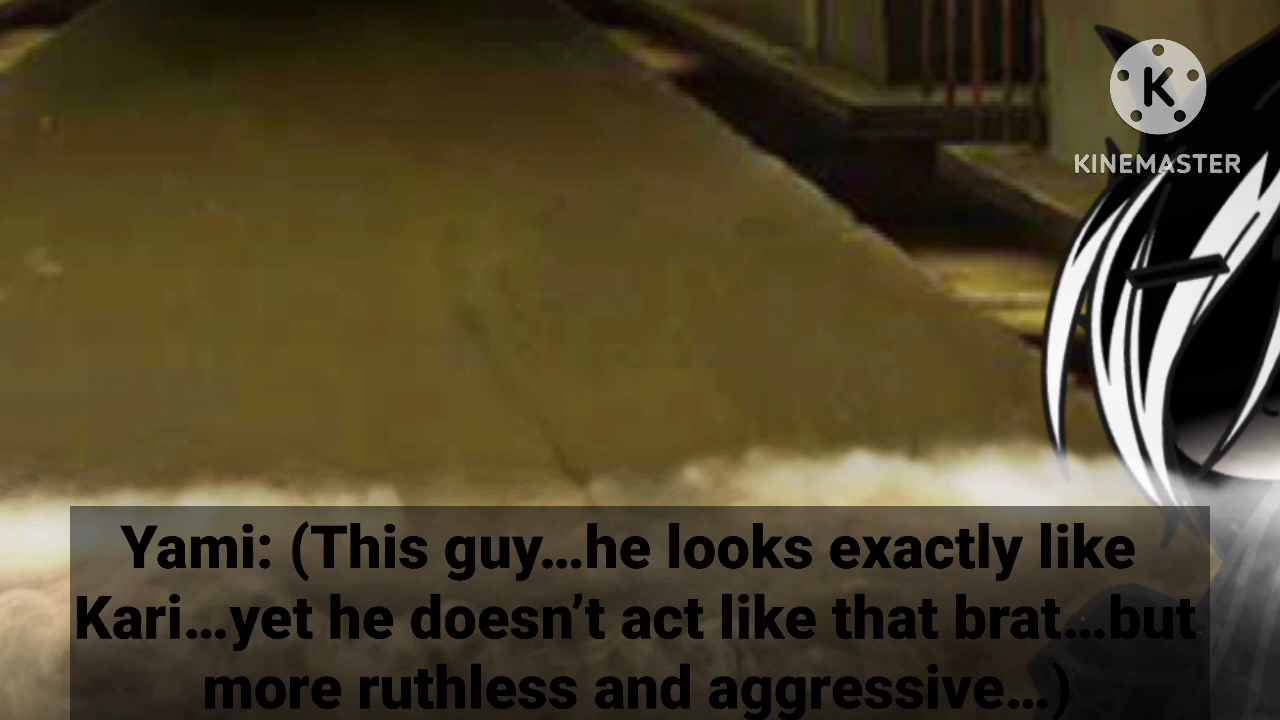 K
KINEMASTER
Yami: (This guy...he looks exactly like
Kari...yet he doesn’t act like that brat...but
more ruthless and aggressive...)